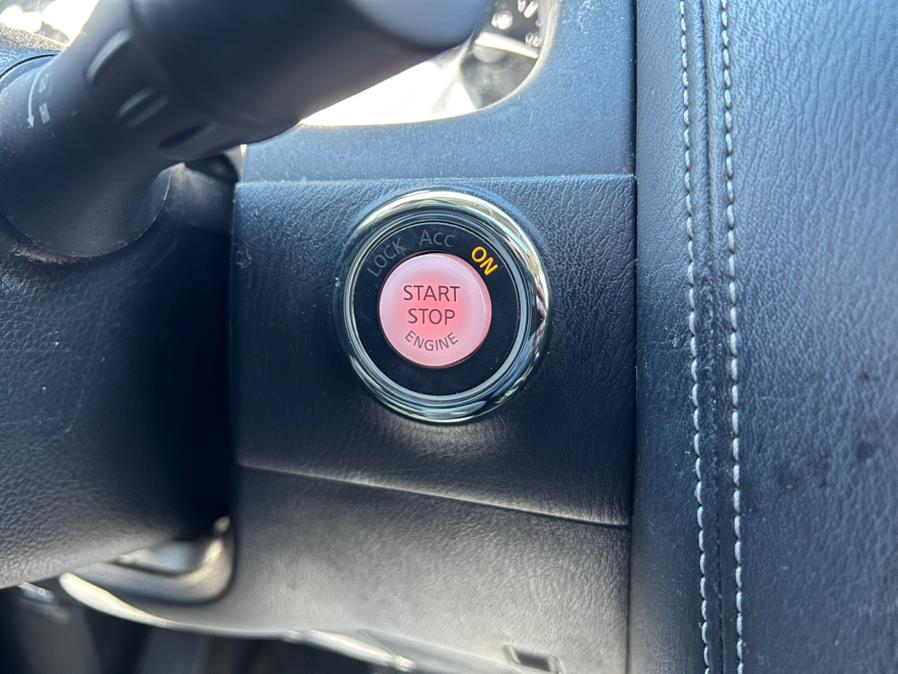 LOCK ACC ON
START
STOP
ENGINE